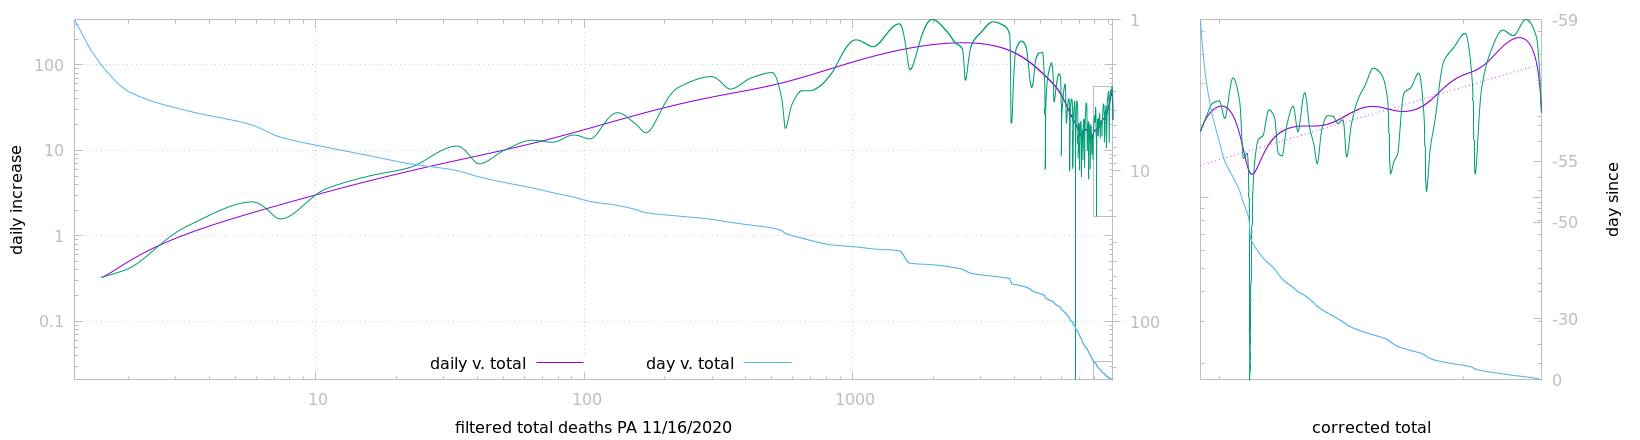 daily increase
100
10
1
0.1
10
100
1000
filtered total deaths PA 11/16/2020
daily v. total
day v. total
1
10
100
-59
-55
-50
-30
0
day since
corrected total